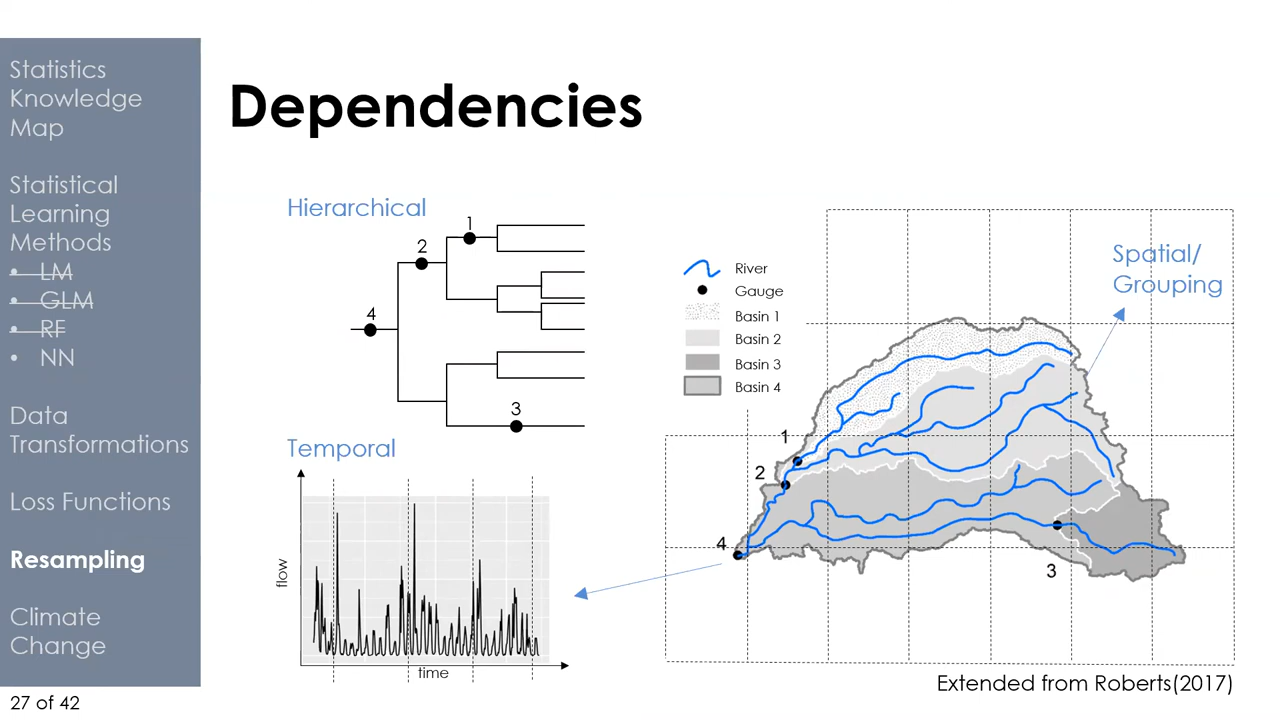 Statistics
Knowledge
Map
Statistical
Learning
Methods
• LM
• GLM
• RF
• NN
Data
Transformations
Loss Functions
Resampling
Climate
Change
27 of 42
Dependencies
Hierarchical
1
2
4
3
Temporal
flow
time
River
Gauge
Basin 1
Basin 2
Basin 3
Basin 4
Spatial/
Grouping
1
2
4
3
Extended from Roberts(2017)